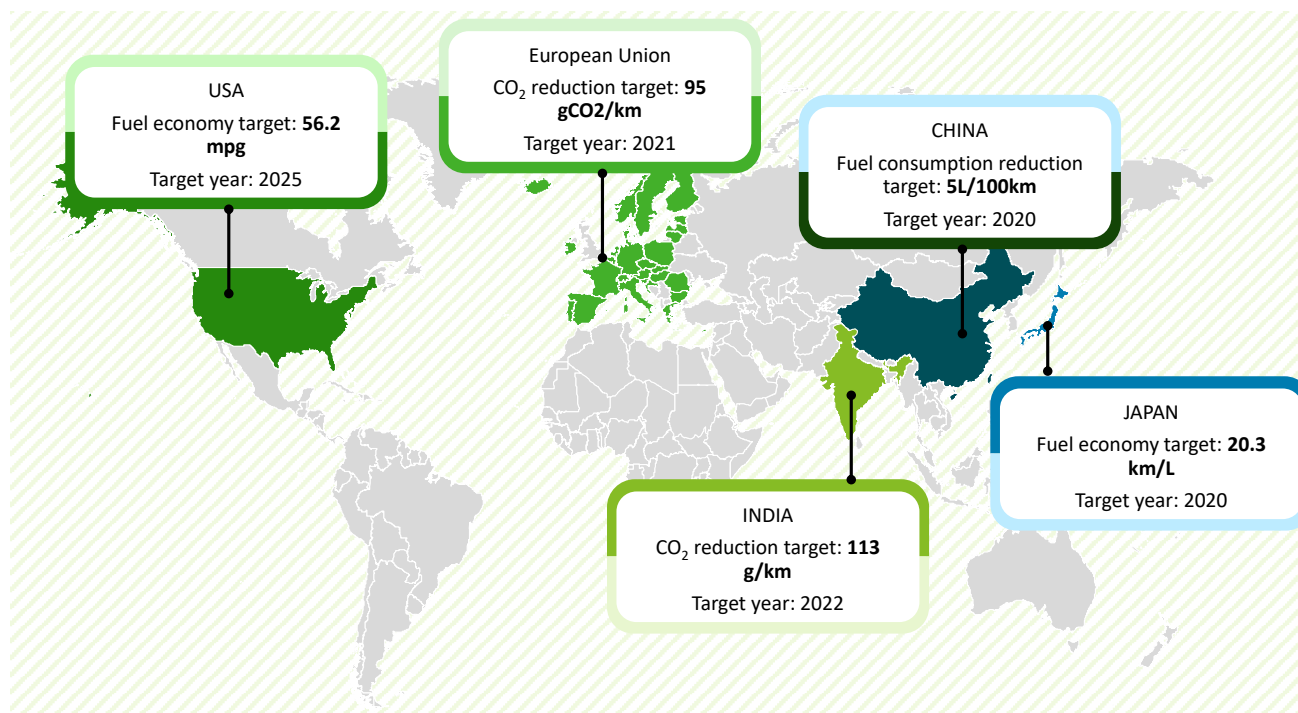 USA
Fuel economy target: 56.2
mpg
Target year: 2025
European Union
CO₂ reduction target: 95
gCO2/km
Target year: 2021
CHINA
Fuel consumption reduction
target: 5L/100km
Target year: 2020
JAPAN
Fuel economy target: 20.3
km/L
Target year: 2020
INDIA
CO₂ reduction target: 113
g/km
Target year: 2022